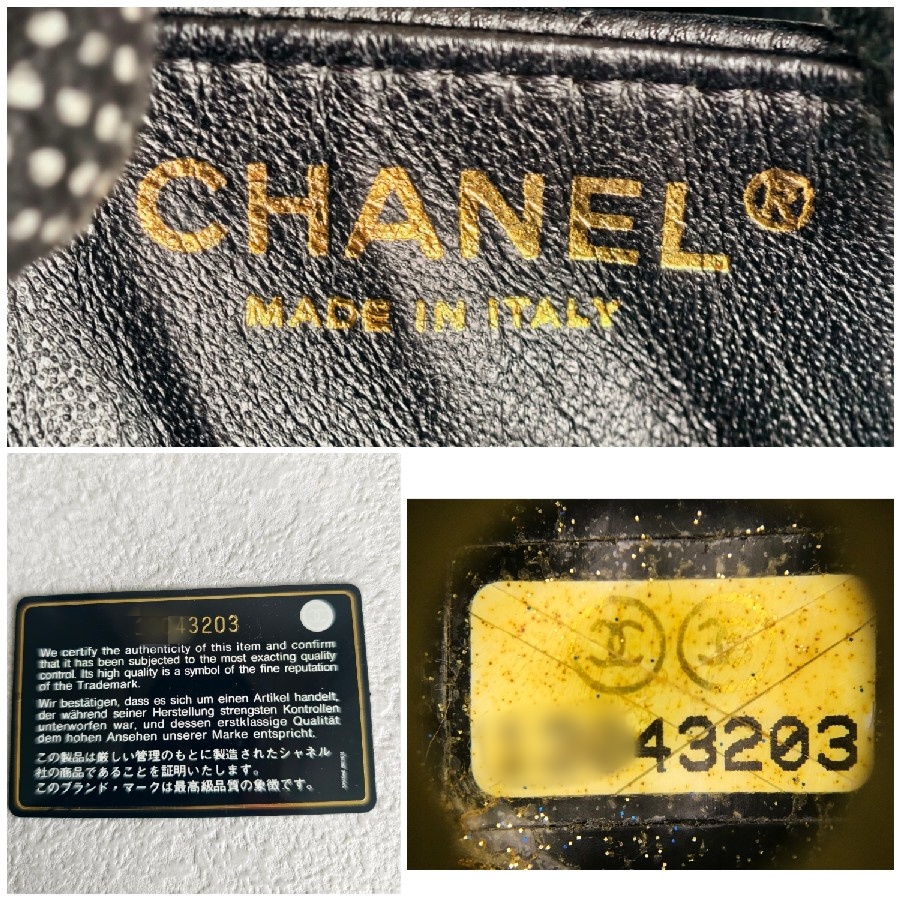 CHANEL®
MADE IN ITALY
43203
We certify the authenticity of this item and confirm
that it has been subjected to the most exacting quality
control. Its high quality is a symbol of the fine reputation
of the Trademark.
Wir bestätigen, dass es sich um einen Artikel handelt,
der während seiner Herstellung strengsten Kontrollen
unterworfen war, und dessen erstklassige Qualität
dem hohen Ansehen unserer Marke entspricht.
この製品は厳しい管理のもとに製造されたシャネル
社の商品であることを証明いたします。
このブランド・マークは最高級品質の象徴です。
43203